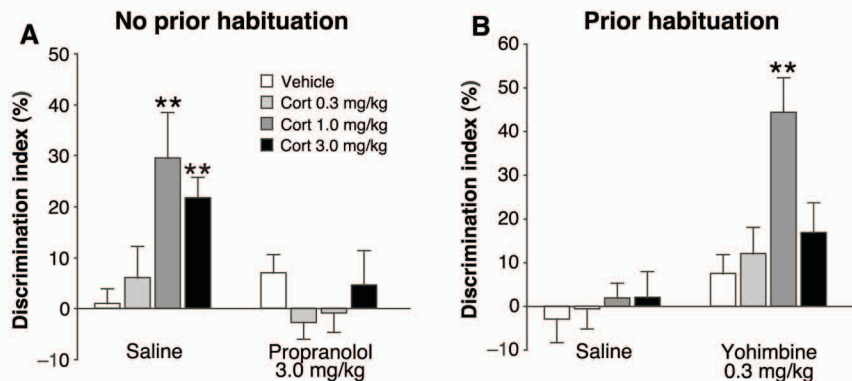 A
No prior habituation
Discrimination index (%)
50
40
30
20
10
0
−10
**
**
Vehicle
Cort 0.3 mg/kg
Cort 1.0 mg/kg
Cort 3.0 mg/kg
Saline
Propranolol
3.0 mg/kg
B
Prior habituation
Discrimination index (%)
60
50
40
30
20
10
0
−10
**
Saline
Yohimbine
0.3 mg/kg